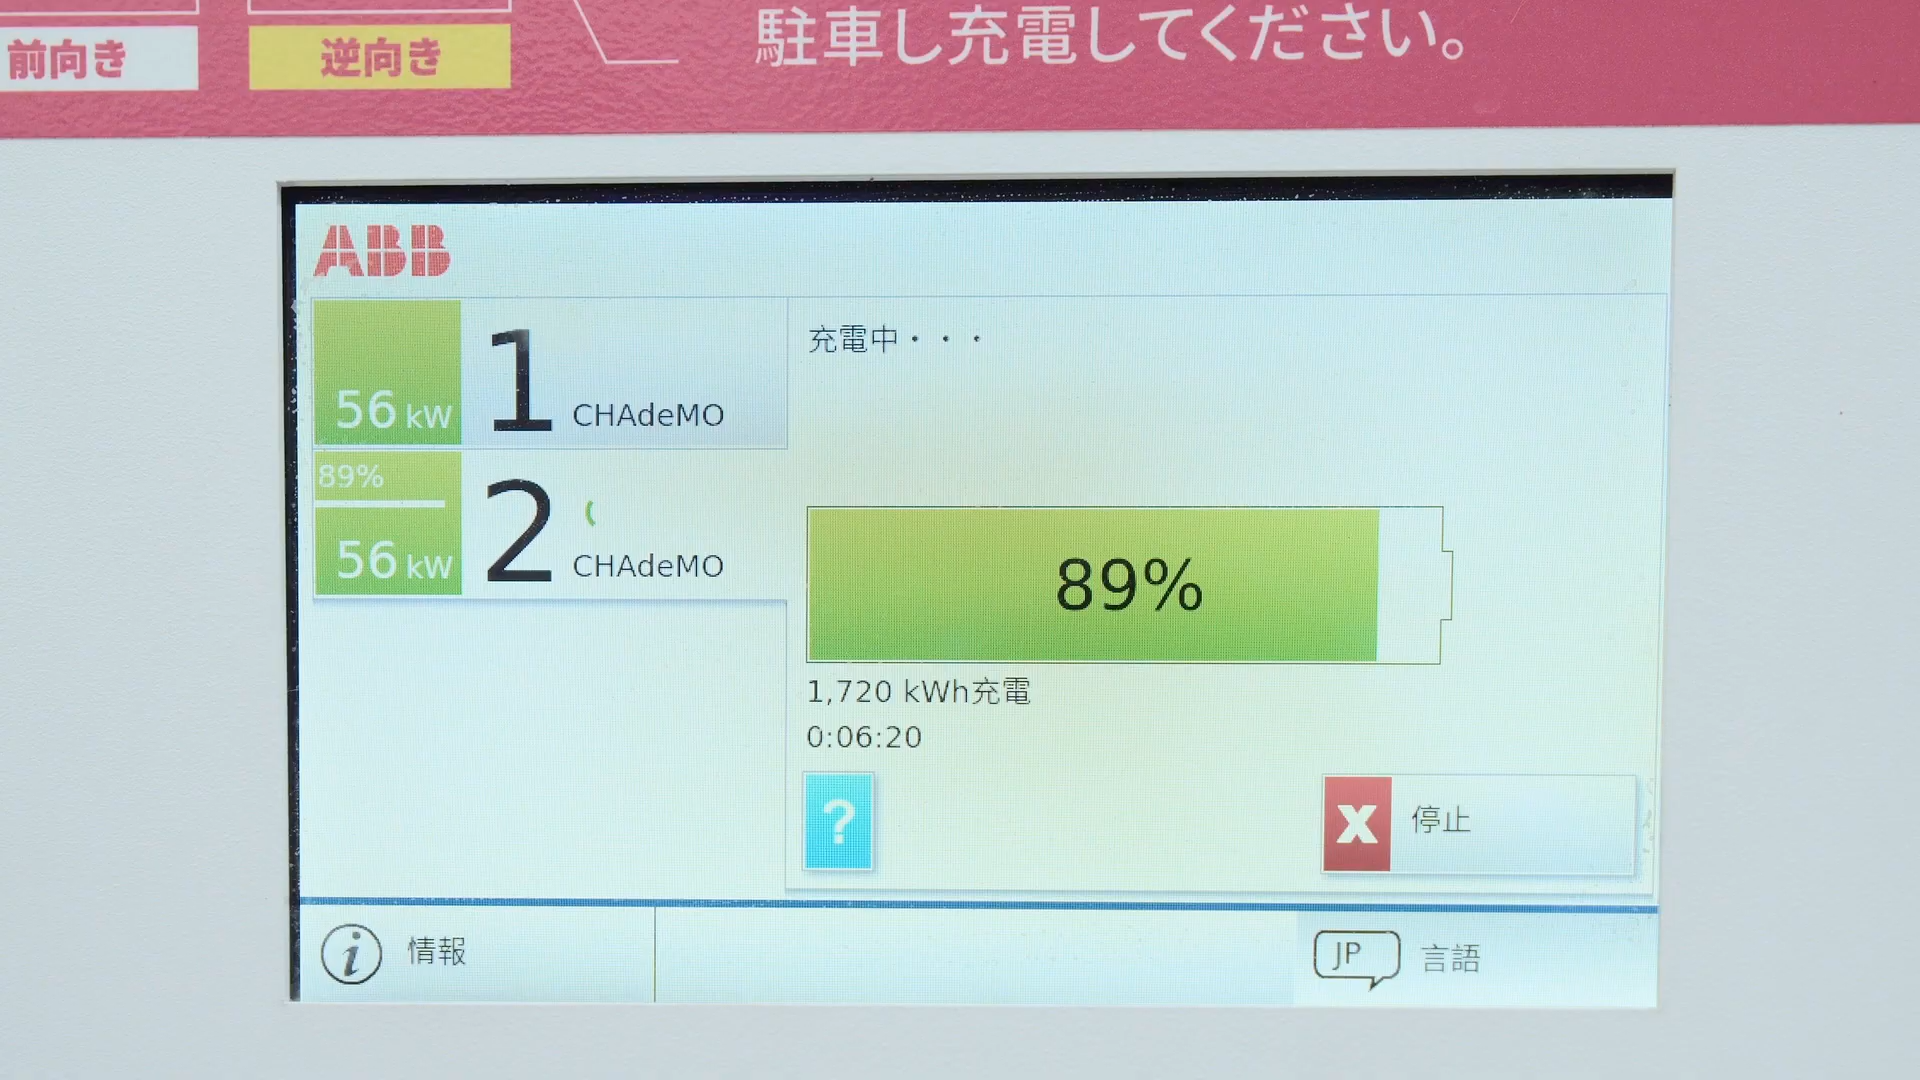 前向き
逆向き
駐車し充電してください。
ABB
56 kW 1 CHAdeMO
89%
56 kW 2 CHAdeMO
充電中・・・
89%
1,720 kWh充電
0:06:20
?
X 停止
i 情報
JP 言語